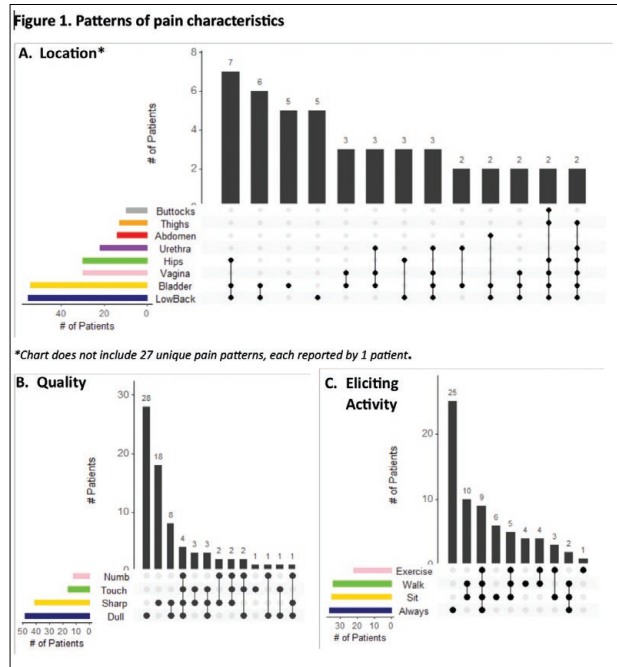 Figure 1. Patterns of pain characteristics
A. Location*
8
6
4
2
0
# of Patients
7 6 5 5 3 3 3 3 2 2 2 2 2
Buttocks
Thighs
Abdomen
Urethra
Hips
Vagina
Bladder
LowBack
40 20 0
# of Patients
*Chart does not include 27 unique pain patterns, each reported by 1 patient.
B. Quality
30
20
10
0
# Patients
28 18 8 4 3 3 2 2 2 1 1 1 1
Numb
Touch
Sharp
Dull
50 40 30 20 10 0
# Patients
C. Eliciting
Activity
20
10
0
# of Patients
25 10 9 6 5 4 4 3 2 1
Exercise
Walk
Sit
Always
30 20 10 0
# of Patients